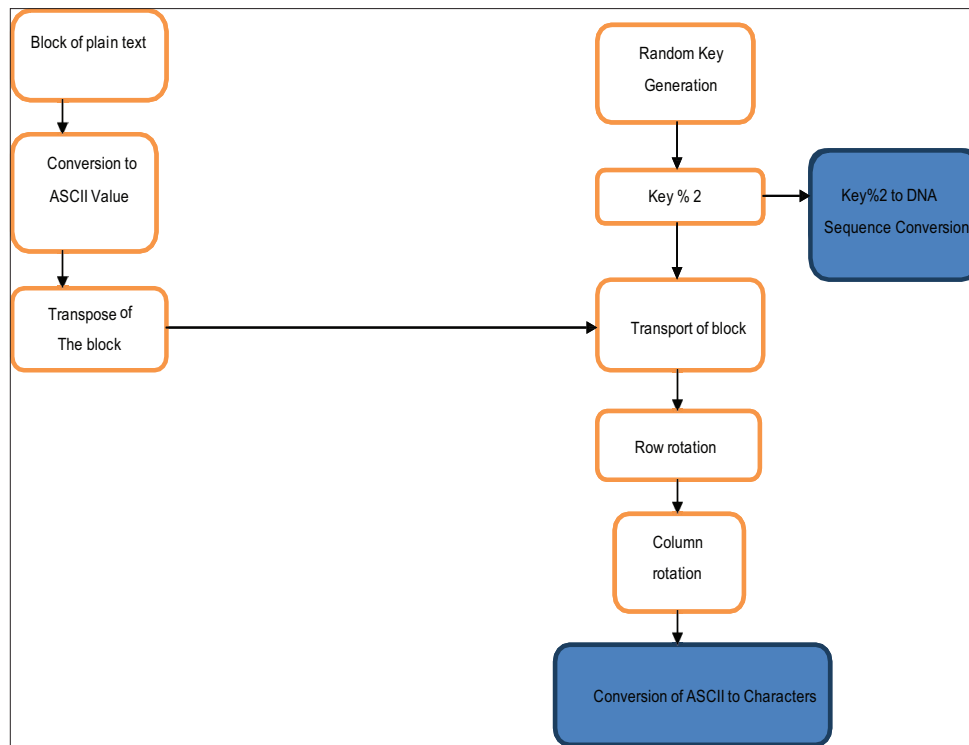 Block of plain text
Conversion to
ASCII Value
Transpose of
The block
Random Key
Generation
Key % 2
Key%2 to DNA
Sequence Conversion
Transport of block
Row rotation
Column
rotation
Conversion of ASCII to Characters